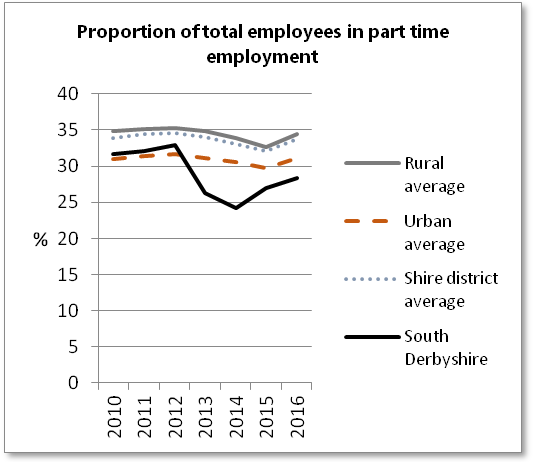 Proportion of total employees in part time
employment
40
35
30
25
20
15
10
5
0
%
2010
2011
2012
2013
2014
2015
2016
Rural
average
Urban
average
Shire district
average
South
Derbyshire